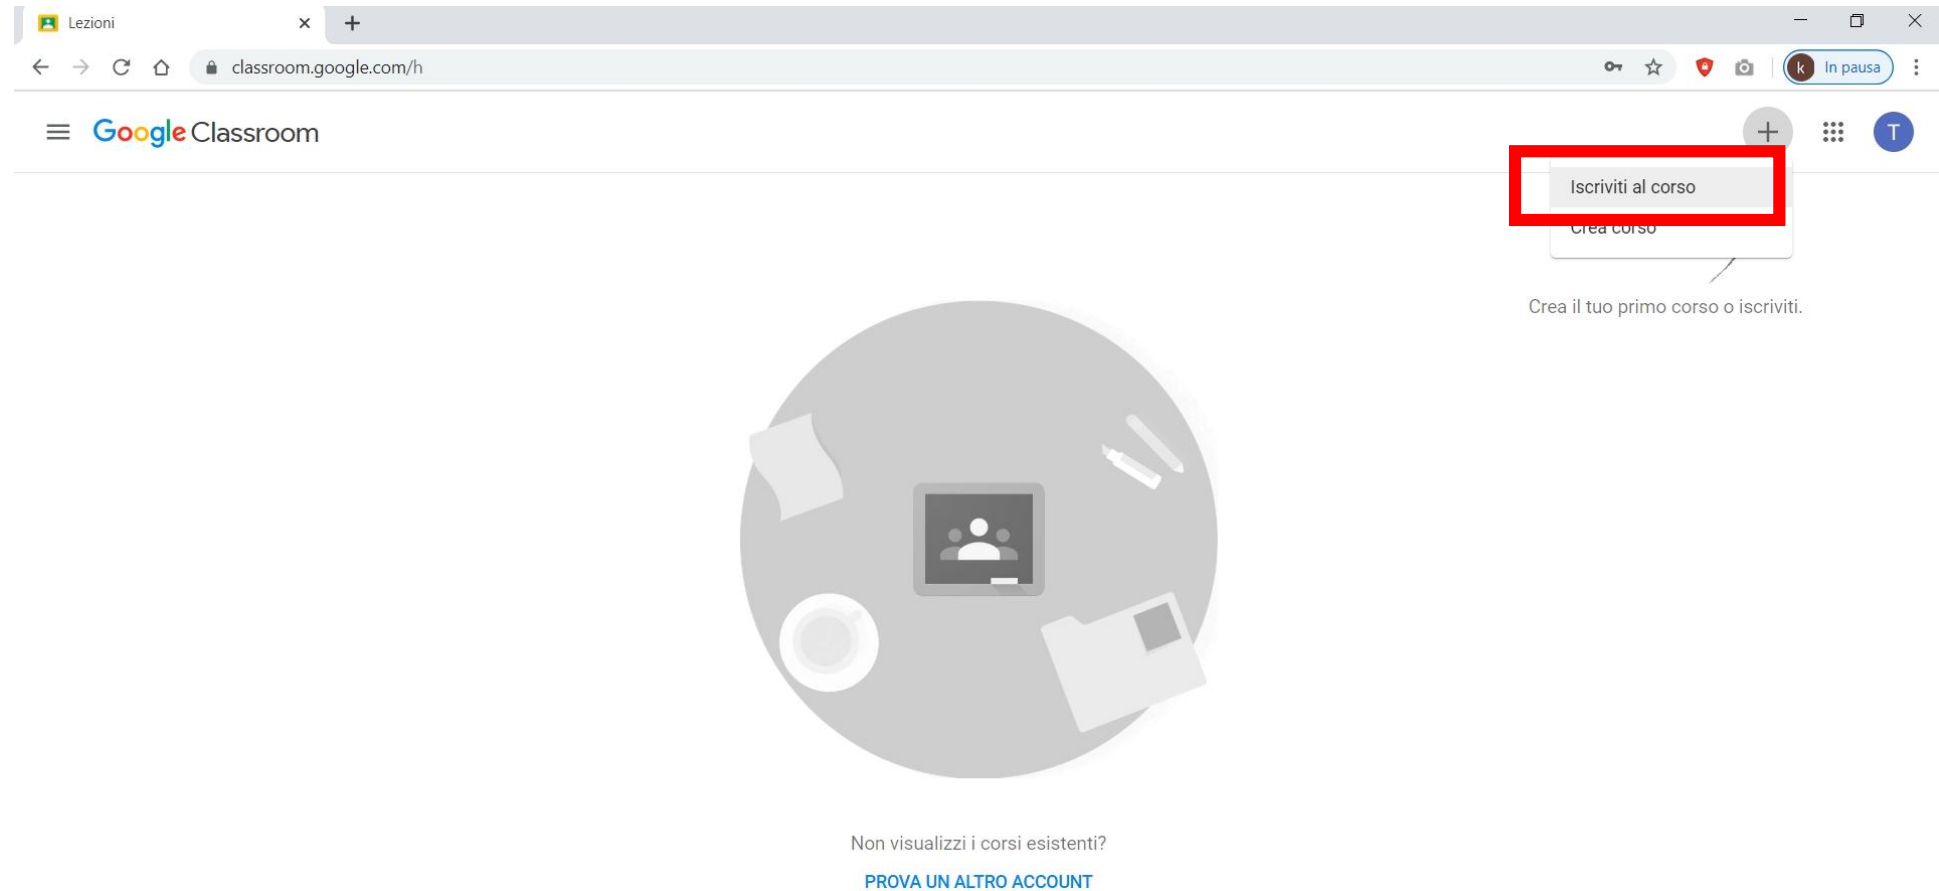 Lezioni
classroom.google.com/h
k In pausa
Google Classroom
T
Iscriviti al corso
Crea corso
Crea il tuo primo corso o iscriviti.
Non visualizzi i corsi esistenti?
PROVA UN ALTRO ACCOUNT